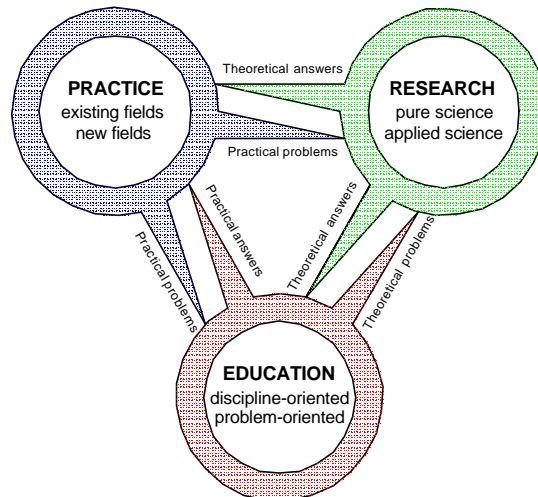 Theoretical answers
PRACTICE
existing fields
new fields
RESEARCH
pure science
applied science
Practical problems
Practical problems
Practical answers
Theoretical answers
Theoretical problems
EDUCATION
discipline-oriented
problem-oriented